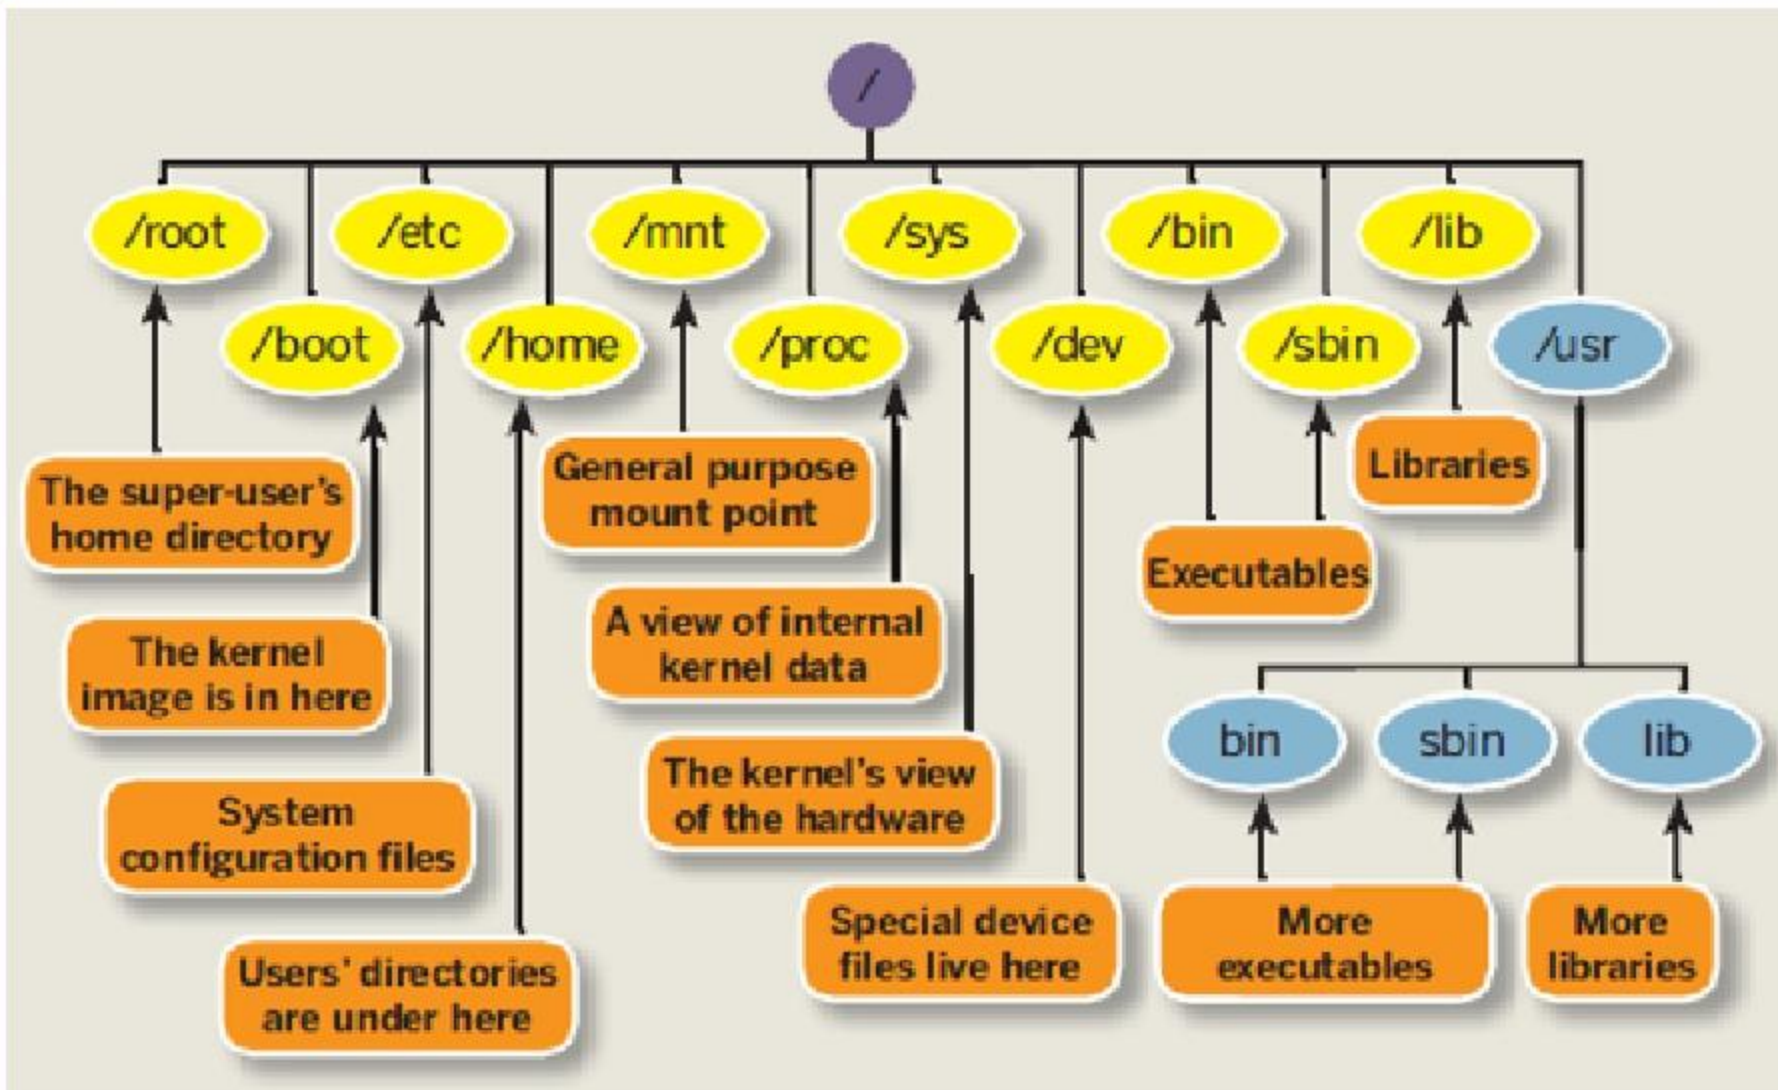 /
/root
/etc
/mnt
/sys
/bin
/lib
/boot
/home
/proc
/dev
/sbin
/usr
The super-user's
home directory
General purpose
mount point
Libraries
Executables
The kernel
image is in here
A view of internal
kernel data
System
configuration files
The kernel's view
of the hardware
bin
sbin
lib
Users' directories
are under here
Special device
files live here
More
executables
More
libraries